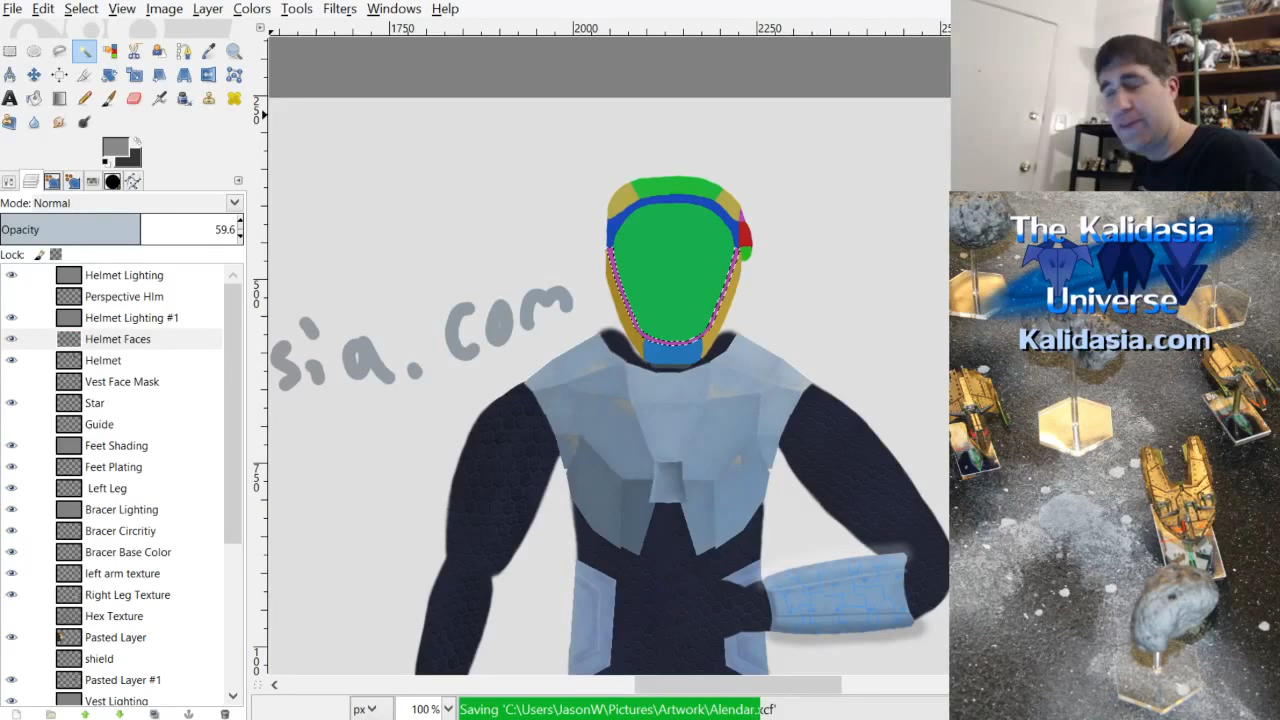 File Edit Select View Image Layer Colors Tools Filters Windows Help
1750 2000 2250
Mode: Normal
Opacity 59.6
Lock:
Helmet Lighting
Perspective Hlm
Helmet Lighting #1
Helmet Faces
Helmet
Vest Face Mask
Star
Guide
Feet Shading
Feet Plating
Left Leg
Bracer Lighting
Bracer Circritiy
Bracer Base Color
left arm texture
Right Leg Texture
Hex Texture
Pasted Layer
shield
Pasted Layer #1
Vest Lighting
sia.com
px 100 % Saving 'C:\Users\JasonW\Pictures\Artwork\Alendar.xcf'
The Kalidasia
Universe
Kalidasia.com